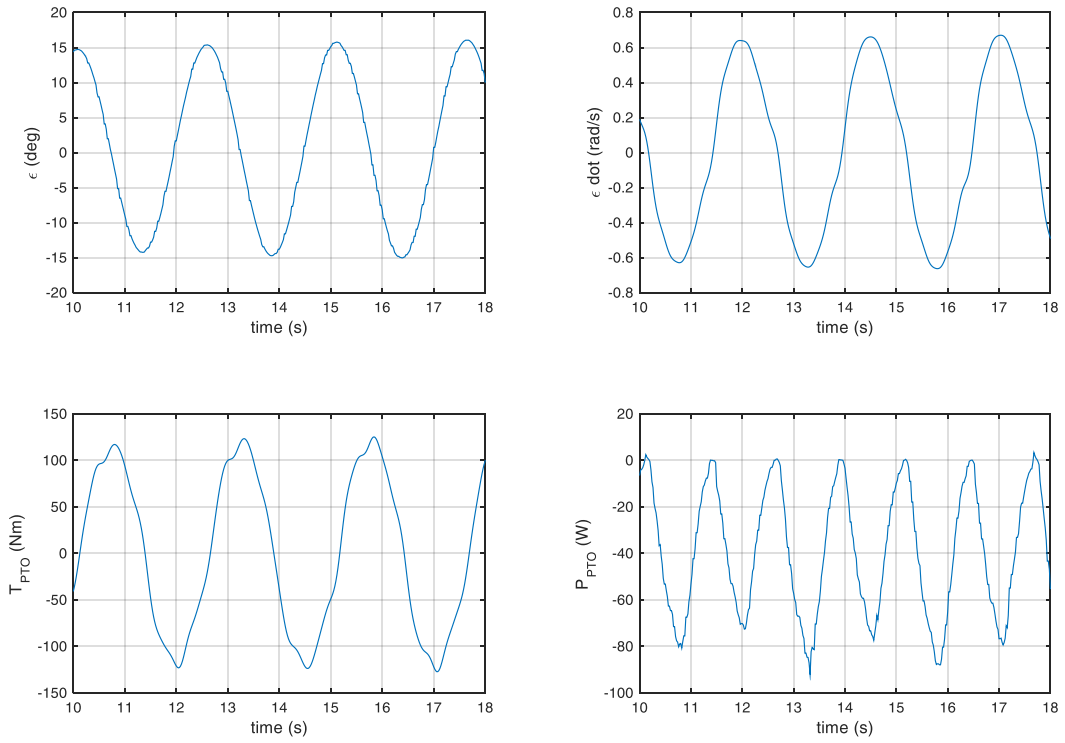 20
15
10
5
0
-5
-10
-15
-20
ϵ (deg)
10 11 12 13 14 15 16 17 18
time (s)
0.8
0.6
0.4
0.2
0
-0.2
-0.4
-0.6
-0.8
ϵ dot (rad/s)
10 11 12 13 14 15 16 17 18
time (s)
150
100
50
0
-50
-100
-150
T_PTO (Nm)
10 11 12 13 14 15 16 17 18
time (s)
20
0
-20
-40
-60
-80
-100
P_PTO (W)
10 11 12 13 14 15 16 17 18
time (s)